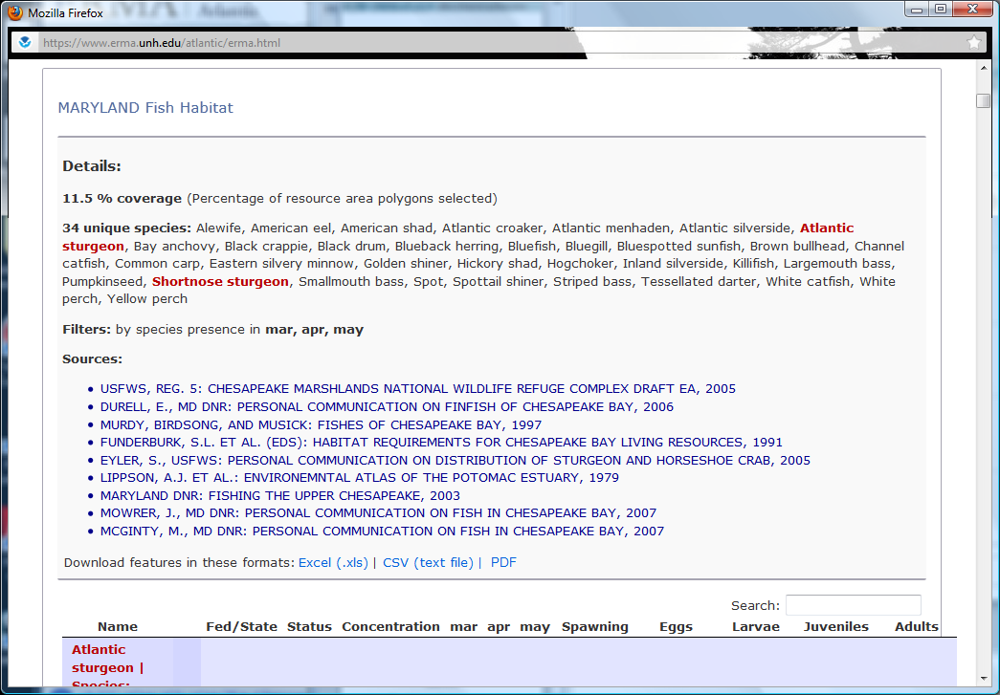 Mozilla Firefox
https://www.erma.unh.edu/atlantic/erma.html
MARYLAND Fish Habitat
Details:
11.5 % coverage (Percentage of resource area polygons selected)
34 unique species: Alewife, American eel, American shad, Atlantic croaker, Atlantic menhaden, Atlantic silverside, Atlantic
sturgeon, Bay anchovy, Black crappie, Black drum, Blueback herring, Bluefish, Bluegill, Bluespotted sunfish, Brown bullhead, Channel
catfish, Common carp, Eastern silvery minnow, Golden shiner, Hickory shad, Hogchoker, Inland silverside, Killifish, Largemouth bass,
Pumpkinseed, Shortnose sturgeon, Smallmouth bass, Spot, Spottail shiner, Striped bass, Tessellated darter, White catfish, White
perch, Yellow perch
Filters: by species presence in mar, apr, may
Sources:
• USFWS, REG. 5: CHESAPEAKE MARSHLANDS NATIONAL WILDLIFE REFUGE COMPLEX DRAFT EA, 2005
• DURELL, E., MD DNR: PERSONAL COMMUNICATION ON FINFISH OF CHESAPEAKE BAY, 2006
• MURDY, BIRDSONG, AND MUSICK: FISHES OF CHESAPEAKE BAY, 1997
• FUNDERBURK, S.L. ET AL. (EDS): HABITAT REQUIREMENTS FOR CHESAPEAKE BAY LIVING RESOURCES, 1991
• EYLER, S., USFWS: PERSONAL COMMUNICATION ON DISTRIBUTION OF STURGEON AND HORSESHOE CRAB, 2005
• LIPPSON, A.J. ET AL.: ENVIRONEMNTAL ATLAS OF THE POTOMAC ESTUARY, 1979
• MARYLAND DNR: FISHING THE UPPER CHESAPEAKE, 2003
• MOWRER, J., MD DNR: PERSONAL COMMUNICATION ON FISH IN CHESAPEAKE BAY, 2007
• MCGINTY, M., MD DNR: PERSONAL COMMUNICATION ON FISH IN CHESAPEAKE BAY, 2007
Download features in these formats: Excel (.xls) | CSV (text file) | PDF
Search:
Name Fed/State Status Concentration mar apr may Spawning Eggs Larvae Juveniles Adults
Atlantic
sturgeon |
Species: